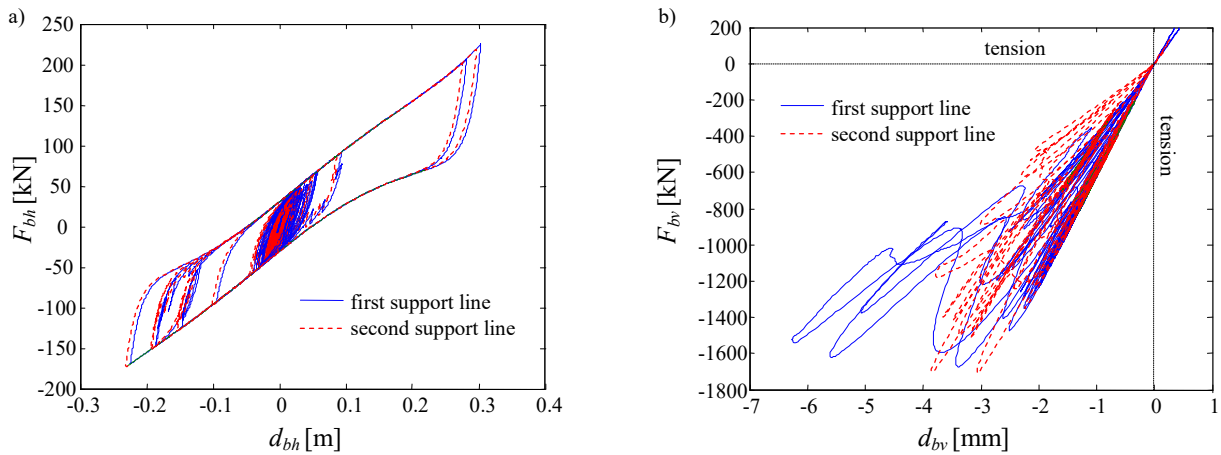 a)
F_bh [kN]
250
200
150
100
50
0
-50
-100
-150
-200
first support line
second support line
-0.3 -0.2 -0.1 0 0.1 0.2 0.3 0.4
d_bh [m]
b)
F_bv [kN]
200
0
-200
-400
-600
-800
-1000
-1200
-1400
-1600
-1800
tension
first support line
second support line
tension
-7 -6 -5 -4 -3 -2 -1 0 1
d_bv [mm]